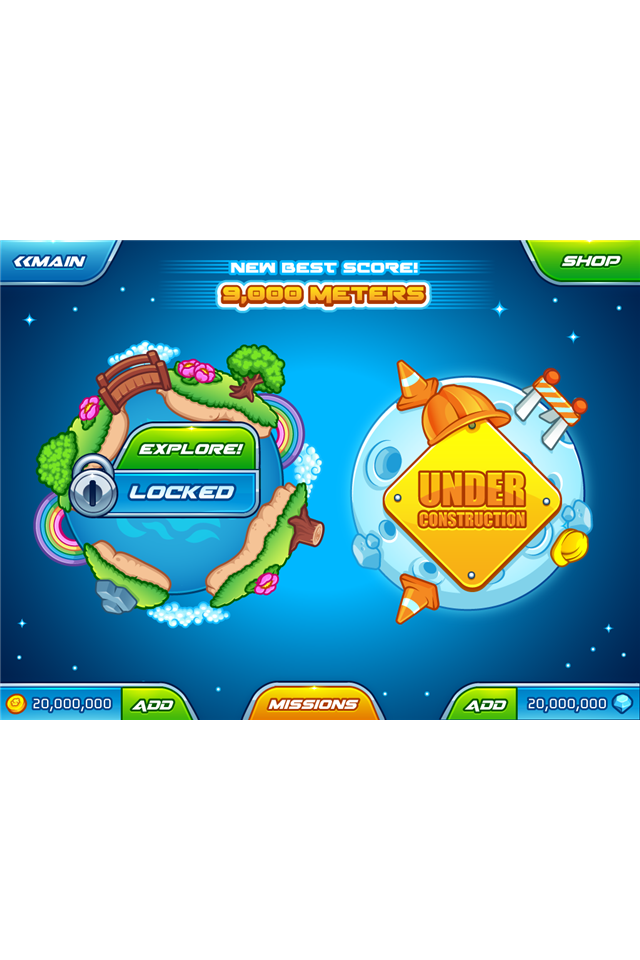 <<MAIN
SHOP
NEW BEST SCORE!
9,000 METERS
EXPLORE!
LOCKED
UNDER
CONSTRUCTION
20,000,000
ADD
MISSIONS
ADD
20,000,000